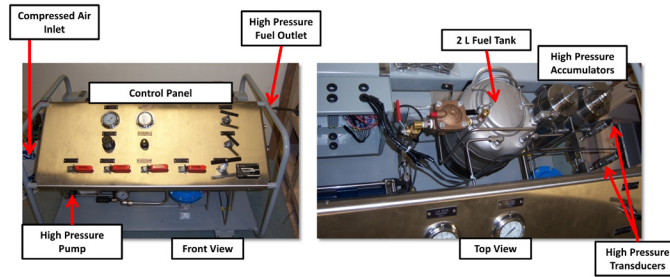 Compressed Air
Inlet
High Pressure
Fuel Outlet
Control Panel
High Pressure
Pump
Front View
2 L Fuel Tank
High Pressure
Accumulators
Top View
High Pressure
Transducers